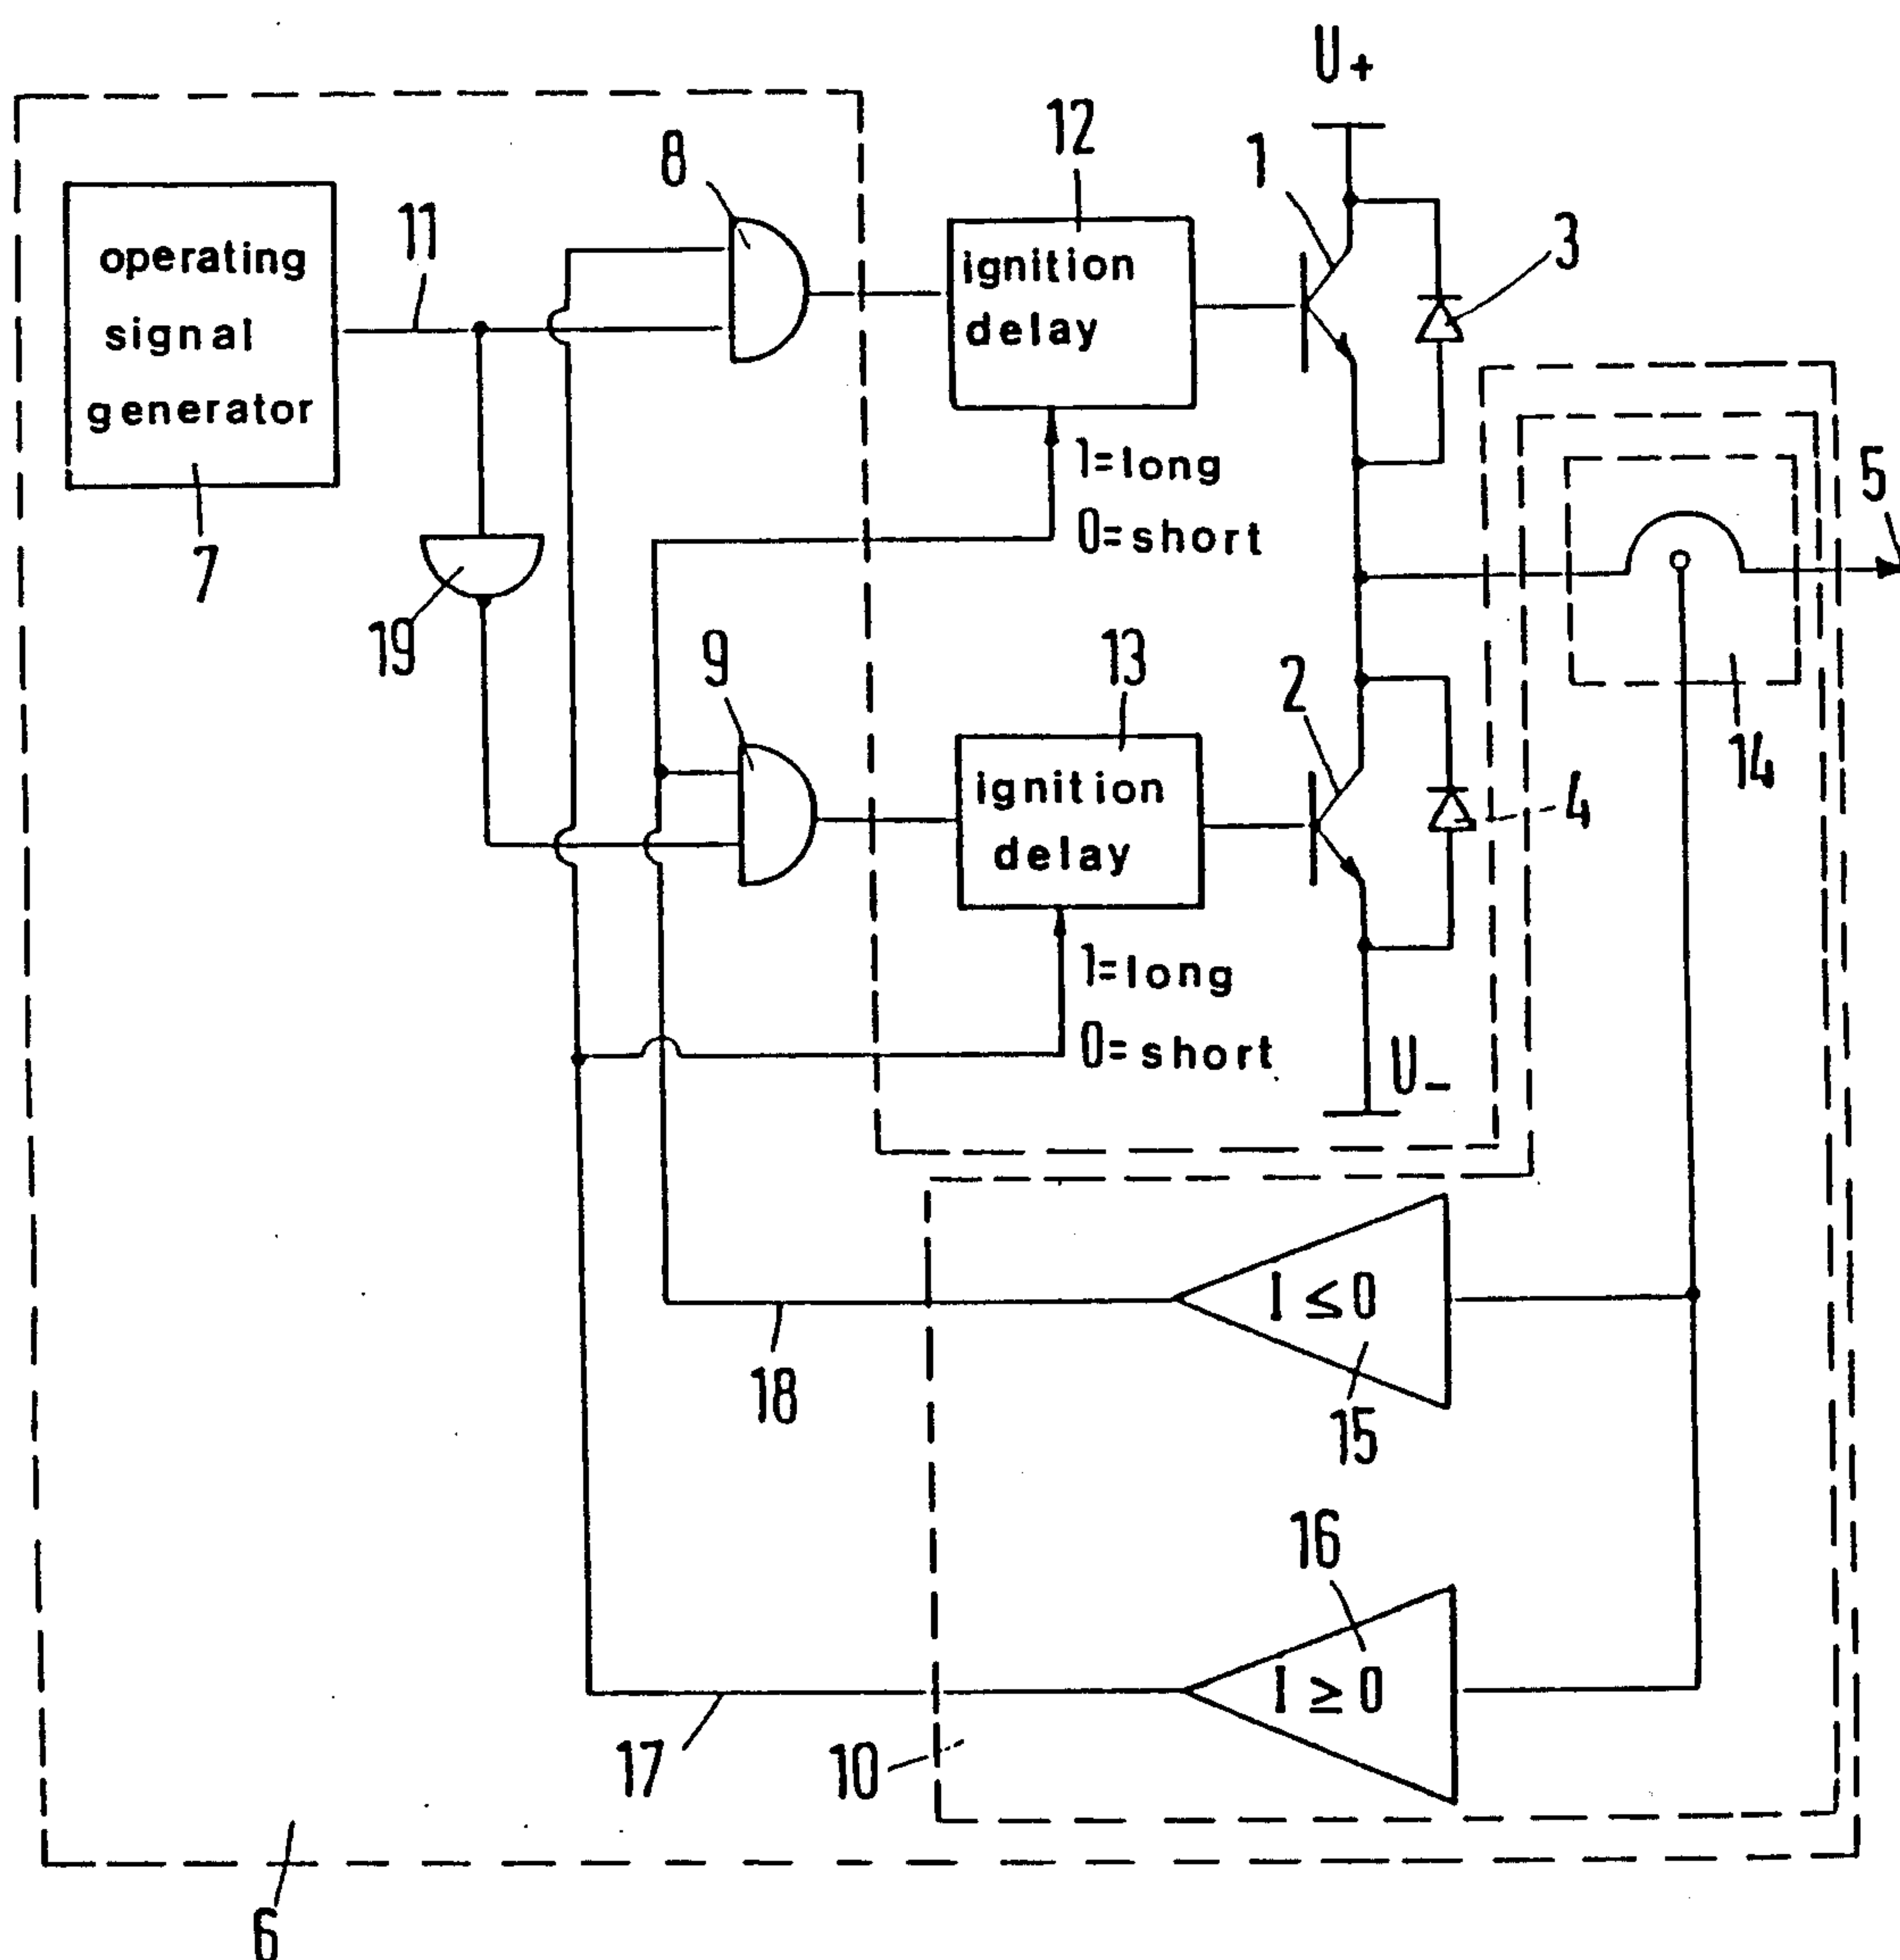 U+
12
8
1
operating
signal
generator
11
ignition
delay
3
1=long
0=short
5
7
19
9
13
2
14
ignition
delay
4
1=long
0=short
U-
I ≤ 0
18
15
16
I ≥ 0
17
10
6